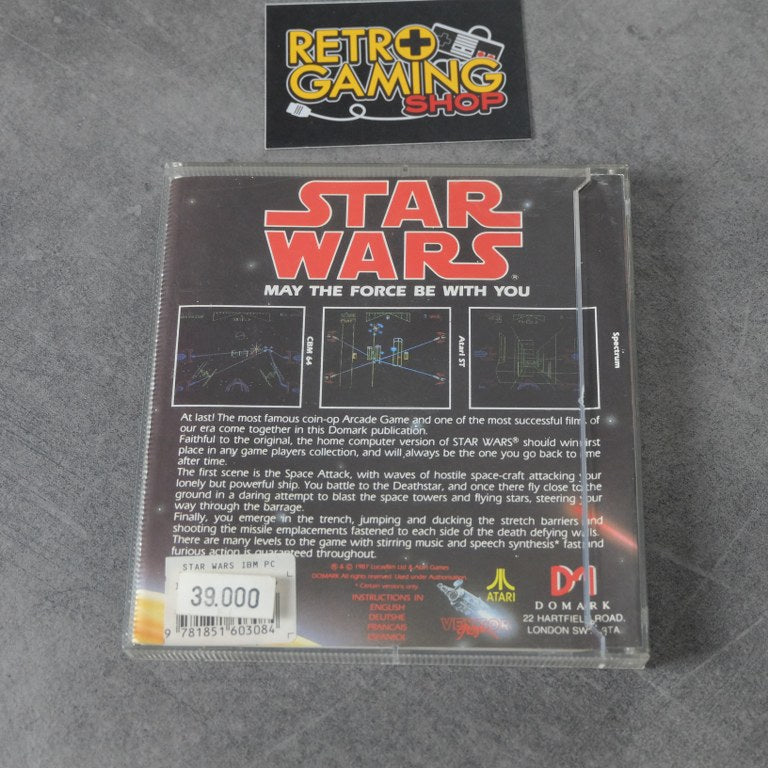 RETRO
GAMING
SHOP
STAR
WARS®
MAY THE FORCE BE WITH YOU
CBM 64
Atari ST
Spectrum
At last! The most famous coin-op Arcade Game and one of the most successful films of
our era come together in this Domark publication.
Faithful to the original, the home computer version of STAR WARS® should win first
place in any game players collection, and will always be the one you go back to time
after time.
The first scene is the Space Attack, with waves of hostile space-craft attacking your
lonely but powerful ship. You battle to the Deathstar, and once there fly close to the
ground in a daring attempt to blast the space towers and flying stars, steering your
way through the barrage.
Finally, you emerge in the trench, jumping and ducking the stretch barriers and
shooting the missile emplacements fastened to each side of the death defying walls.
There are many levels to the game with stirring music and speech synthesis* fast and
furious action is guaranteed throughout.
® & © 1987 Lucasfilm Ltd & Atari Games
DOMARK All rights reserved. Used under Authorisation.
* Certain versions only.
STAR WARS IBM PC
39.000
9 781851 603084
INSTRUCTIONS IN
ENGLISH
DEUTSHE
FRANCAIS
ESPANICK
ATARI
DOMARK
22 HARTFIELD ROAD,
LONDON